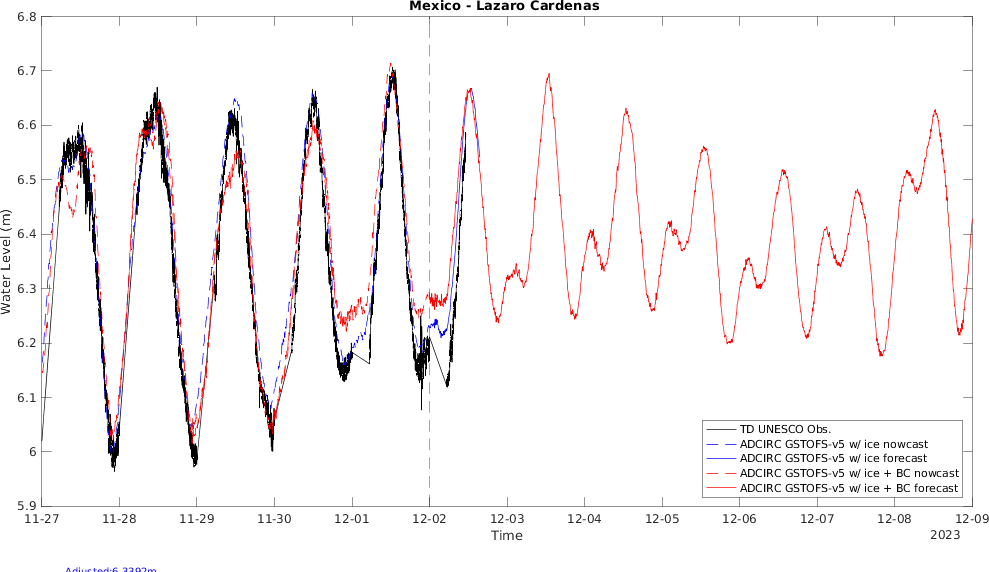 Mexico - Lazaro Cardenas
6.8
6.7
6.6
6.5
6.4
6.3
6.2
6.1
6
5.9
Water Level (m)
11-27 11-28 11-29 11-30 12-01 12-02 12-03 12-04 12-05 12-06 12-07 12-08 12-09
Time
2023
TD UNESCO Obs.
ADCIRC GSTOFS-v5 w/ ice nowcast
ADCIRC GSTOFS-v5 w/ ice forecast
ADCIRC GSTOFS-v5 w/ ice + BC nowcast
ADCIRC GSTOFS-v5 w/ ice + BC forecast
Adjusted:6.3392m